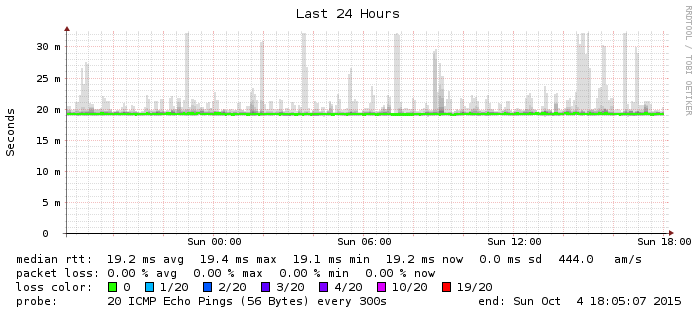 Last 24 Hours
RRDTOOL / TOBI OETIKER
Seconds
30 m
25 m
20 m
15 m
10 m
5 m
0
Sun 00:00 Sun 06:00 Sun 12:00 Sun 18:00
median rtt: 19.2 ms avg 19.4 ms max 19.1 ms min 19.2 ms now 0.0 ms sd 444.0 am/s
packet loss: 0.00 % avg 0.00 % max 0.00 % min 0.00 % now
loss color: 0 1/20 2/20 3/20 4/20 10/20 19/20
probe: 20 ICMP Echo Pings (56 Bytes) every 300s end: Sun Oct 4 18:05:07 2015